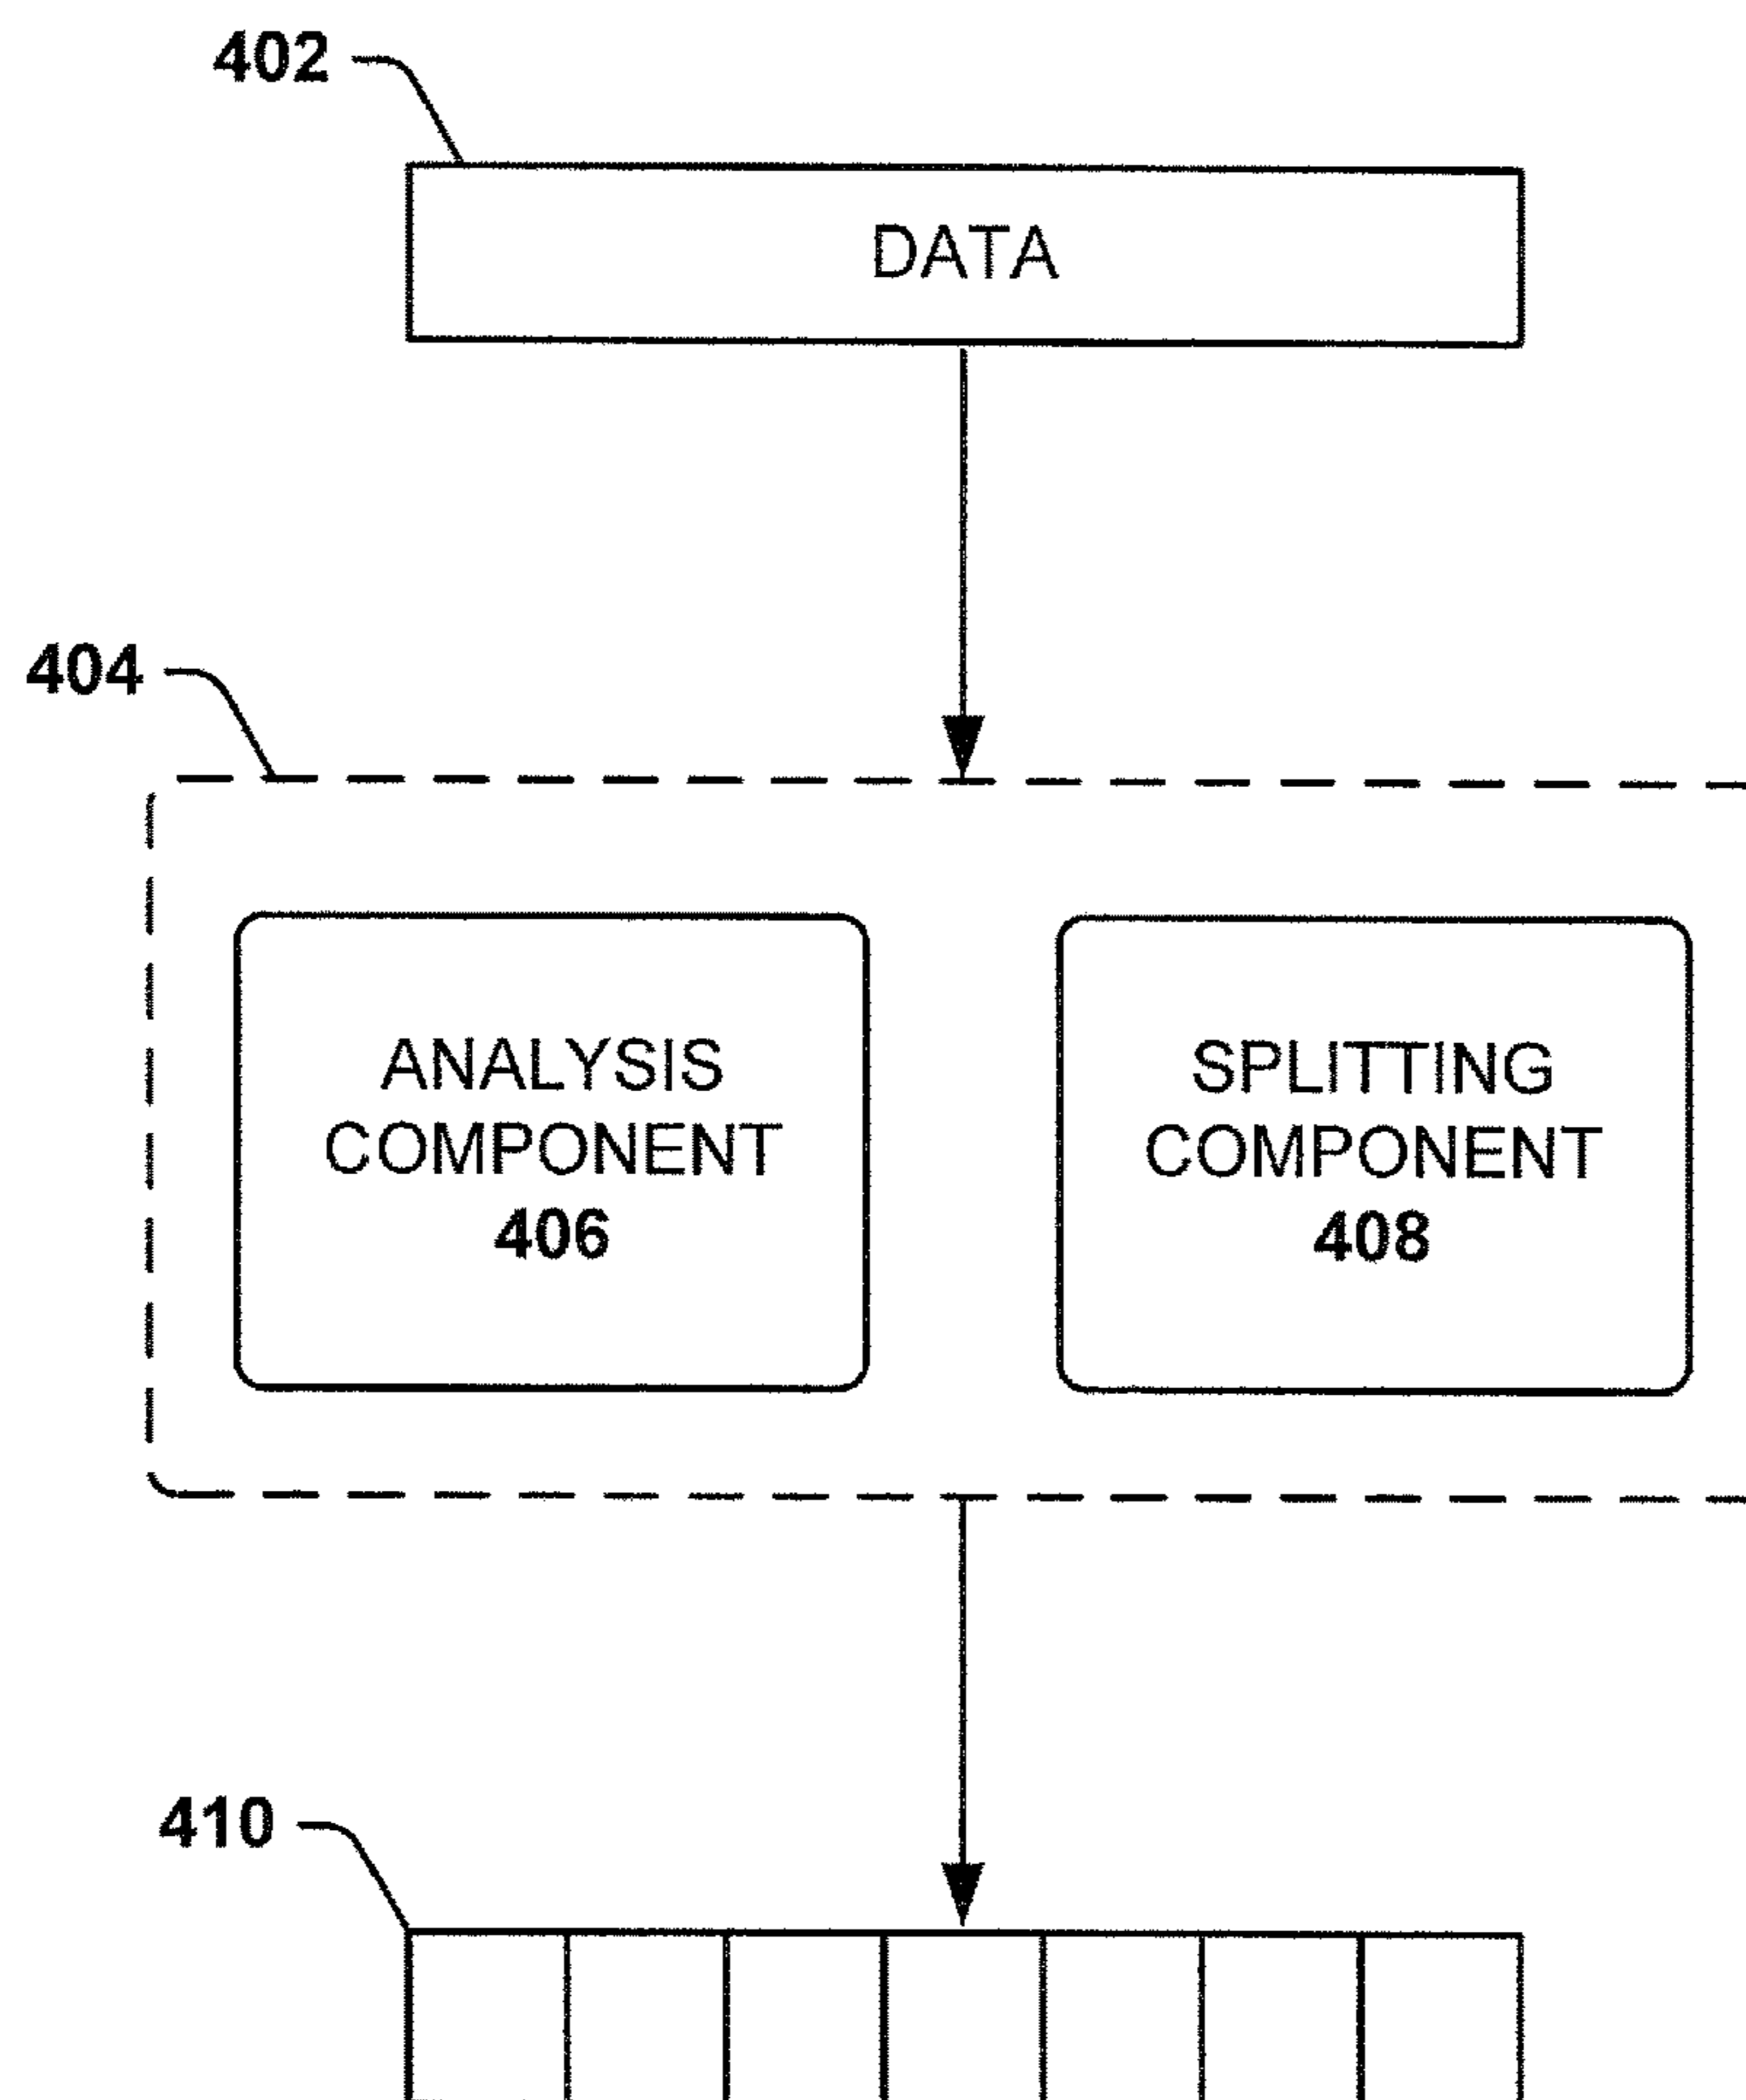 402
DATA
404
ANALYSIS
COMPONENT
406
SPLITTING
COMPONENT
408
410